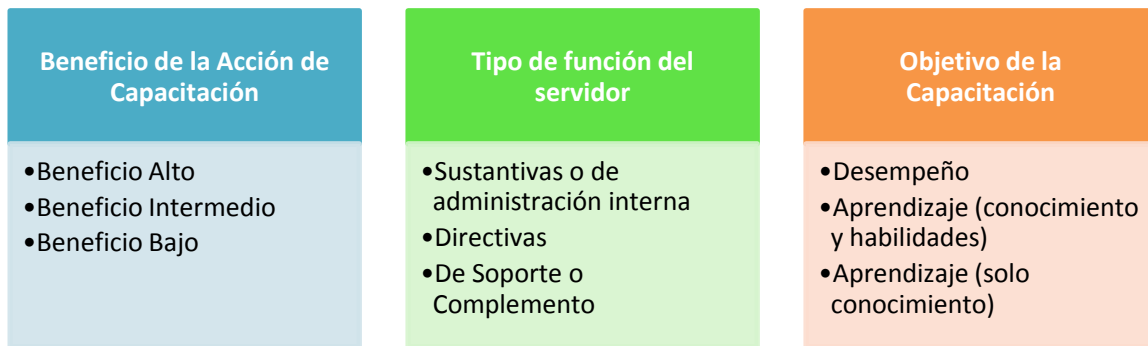 Beneficio de la Acción de
Capacitación
•Beneficio Alto
•Beneficio Intermedio
•Beneficio Bajo
Tipo de función del
servidor
•Sustantivas o de
administración interna
•Directivas
•De Soporte o
Complemento
Objetivo de la
Capacitación
•Desempeño
•Aprendizaje (conocimiento
y habilidades)
•Aprendizaje (solo
conocimiento)